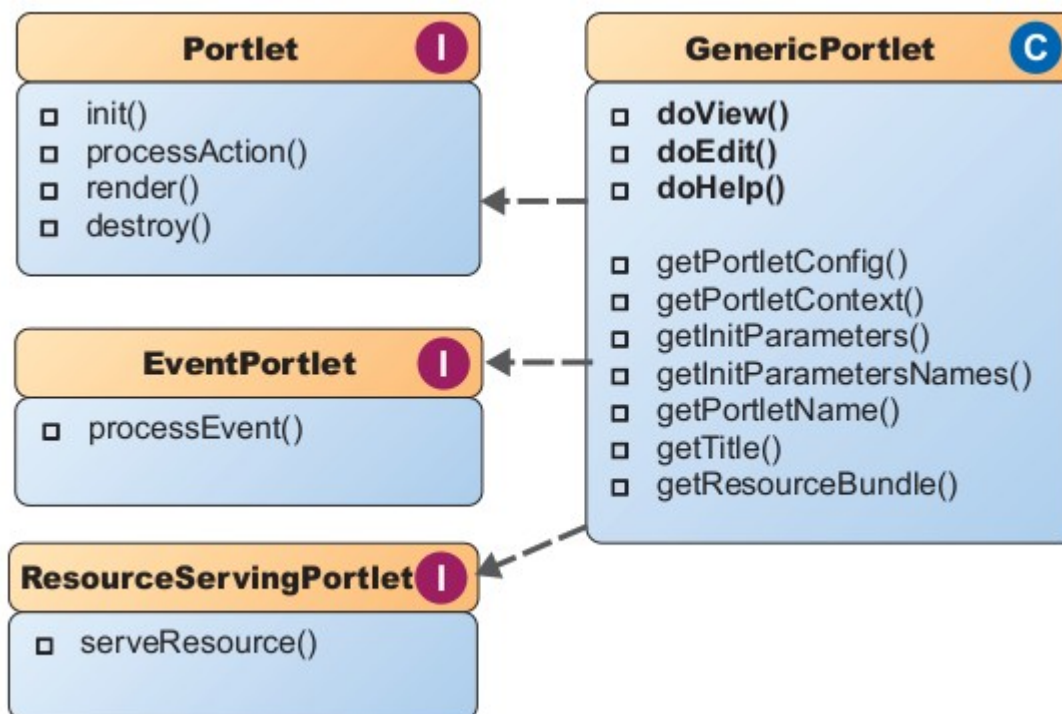 Portlet I
init()
processAction()
render()
destroy()
EventPortlet I
processEvent()
ResourceServingPortlet I
serveResource()
GenericPortlet C
doView()
doEdit()
doHelp()
getPortletConfig()
getPortletContext()
getInitParameters()
getInitParametersNames()
getPortletName()
getTitle()
getResourceBundle()